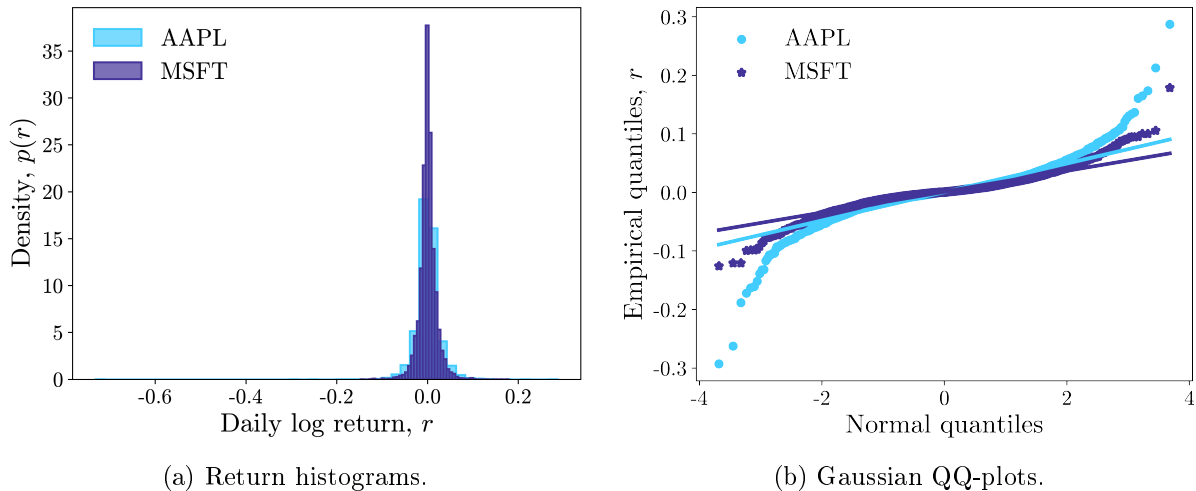 AAPL
MSFT
35
30
25
20
15
10
5
0
Density, p(r)
-0.6
-0.4
-0.2
0.0
0.2
Daily log return, r
(a) Return histograms.
AAPL
MSFT
0.3
0.2
0.1
0.0
-0.1
-0.2
-0.3
Empirical quantiles, r
-4
-2
0
2
4
Normal quantiles
(b) Gaussian QQ-plots.